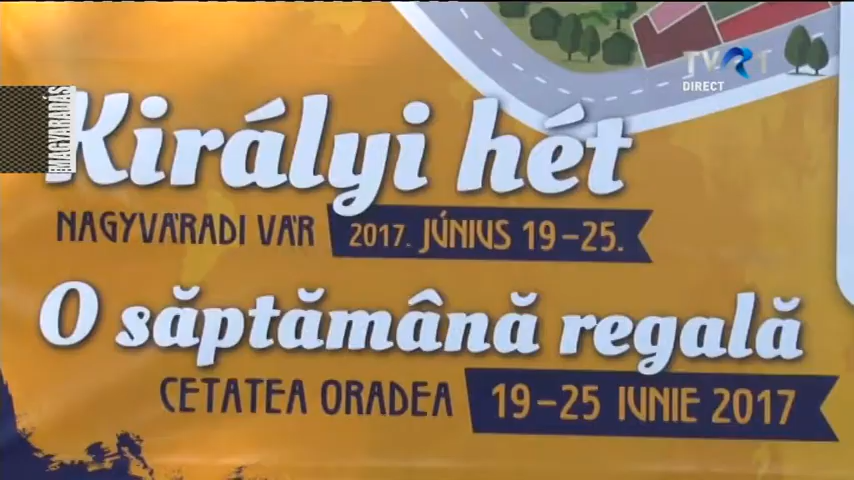 TVR
DIRECT
MAGYARADÁS
Királyi hét
NAGYVÁRADI VÁR 2017. JÚNIUS 19-25.
O săptămână regală
CETATEA ORADEA 19-25 IUNIE 2017